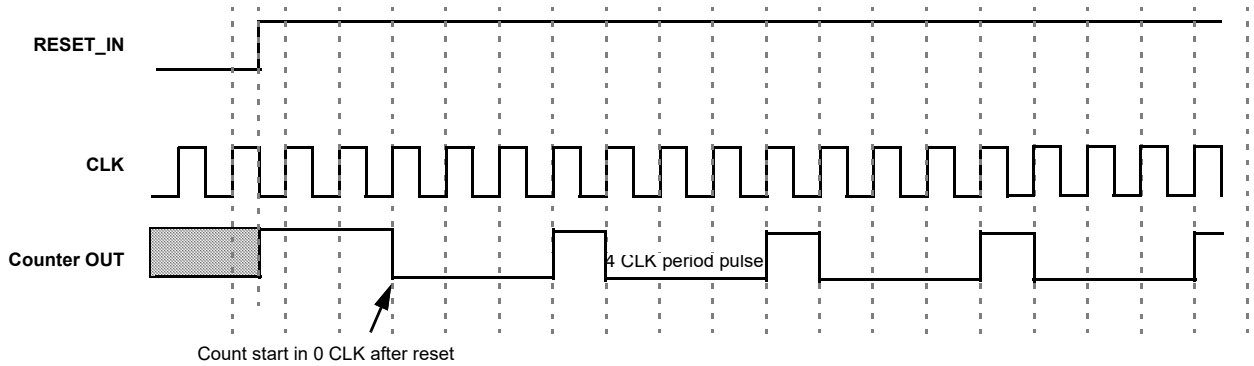 RESET_IN
CLK
Counter OUT
4 CLK period pulse
Count start in 0 CLK after reset